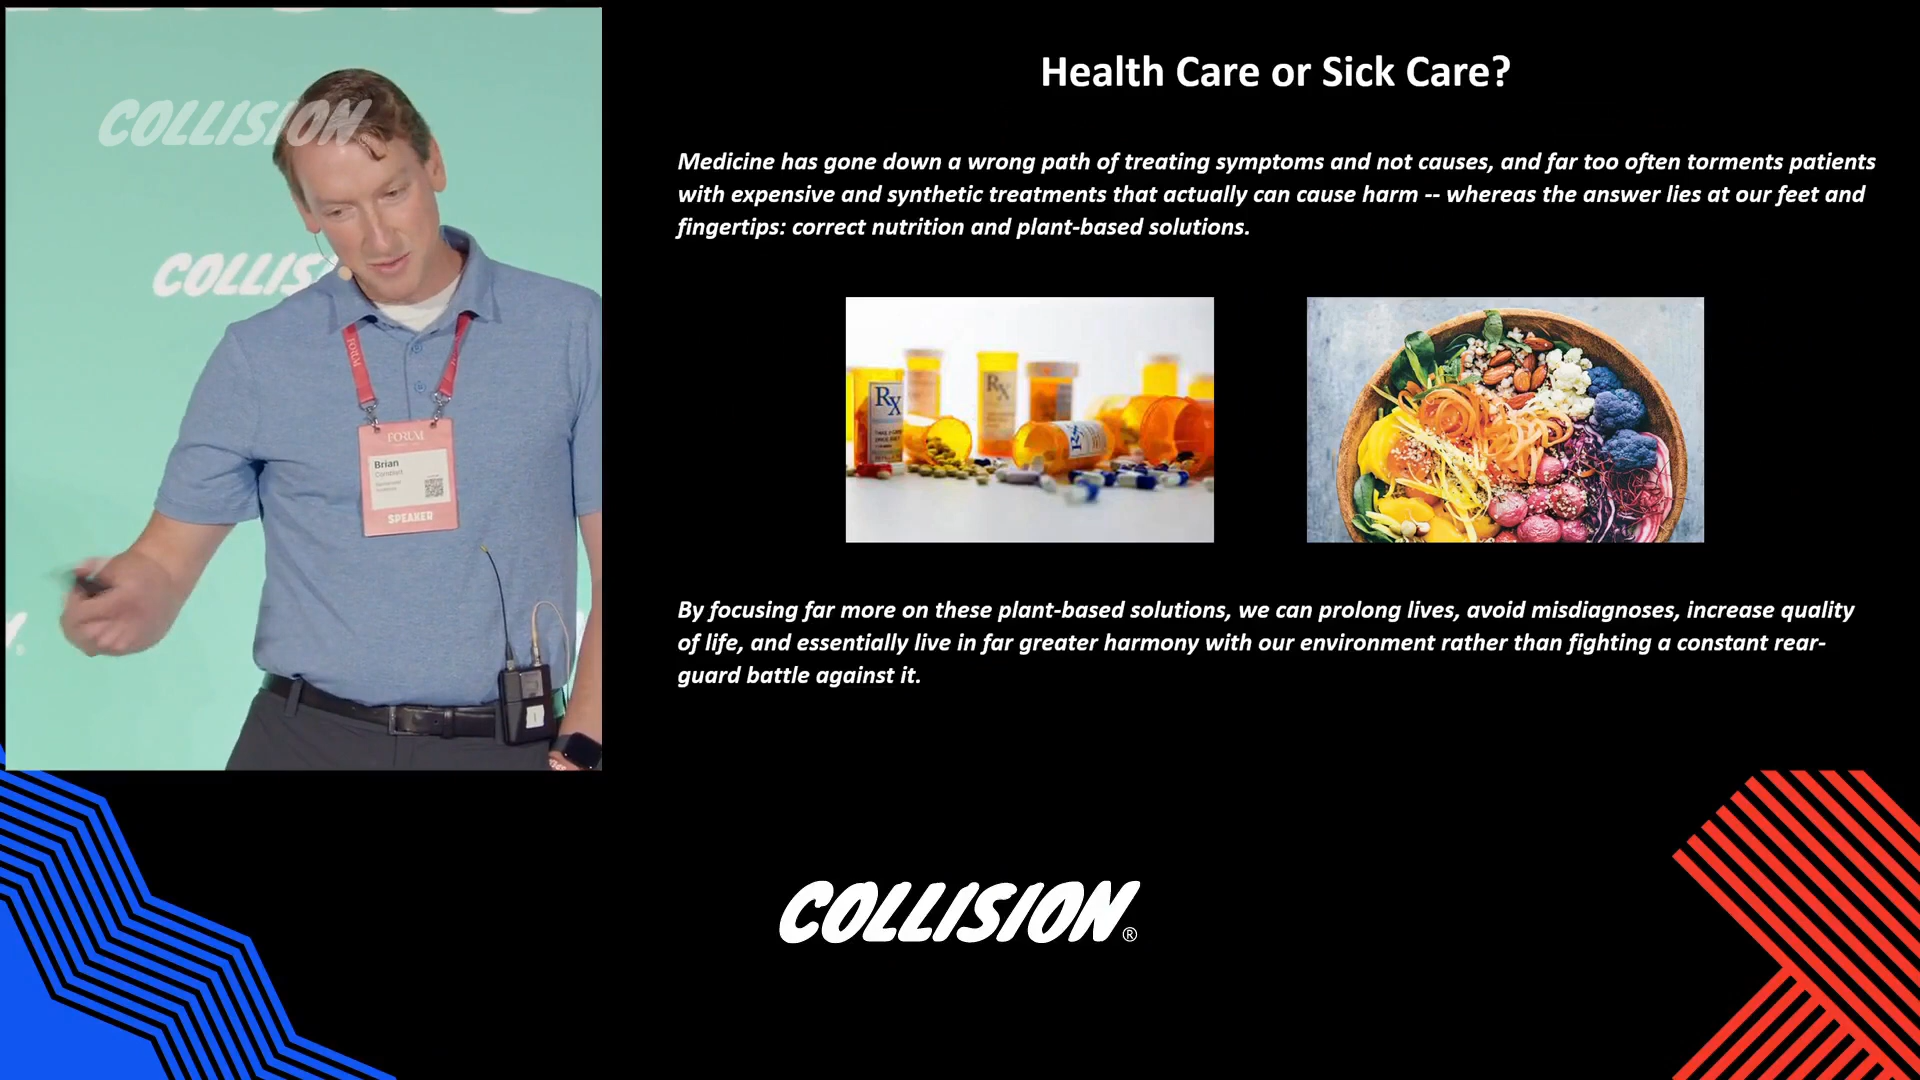 COLLISION
COLLIS
FORUM
FORUM
Brian
SPEAKER
Health Care or Sick Care?
Medicine has gone down a wrong path of treating symptoms and not causes, and far too often torments patients
with expensive and synthetic treatments that actually can cause harm -- whereas the answer lies at our feet and
fingertips: correct nutrition and plant-based solutions.
Rx
Rx
Rx
By focusing far more on these plant-based solutions, we can prolong lives, avoid misdiagnoses, increase quality
of life, and essentially live in far greater harmony with our environment rather than fighting a constant rear-
guard battle against it.
COLLISION®